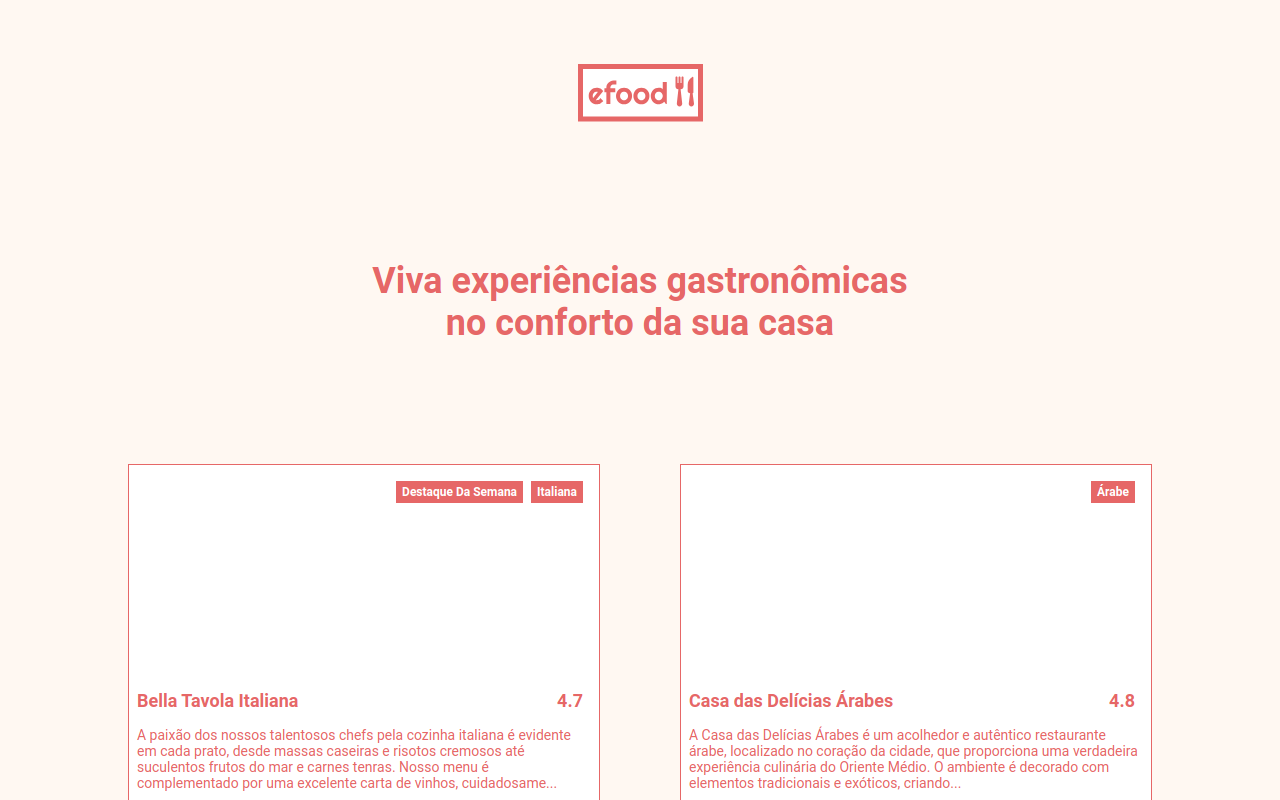 efood
Viva experiências gastronômicas
no conforto da sua casa
Destaque Da Semana Italiana
Bella Tavola Italiana 4.7
A paixão dos nossos talentosos chefs pela cozinha italiana é evidente
em cada prato, desde massas caseiras e risotos cremosos até
suculentos frutos do mar e carnes tenras. Nosso menu é
complementado por uma excelente carta de vinhos, cuidadosame...
Árabe
Casa das Delícias Árabes 4.8
A Casa das Delícias Árabes é um acolhedor e autêntico restaurante
árabe, localizado no coração da cidade, que proporciona uma verdadeira
experiência culinária do Oriente Médio. O ambiente é decorado com
elementos tradicionais e exóticos, criando...